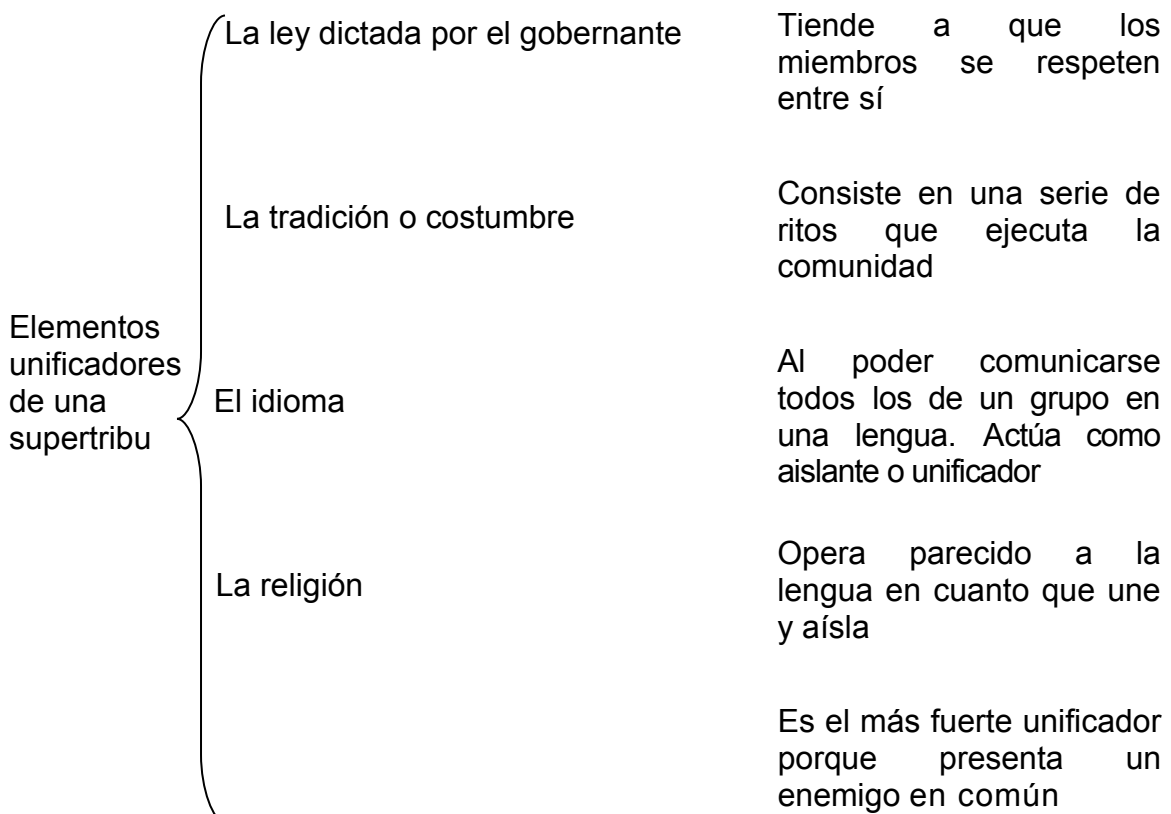 La ley dictada por el gobernante
Tiende a que los
miembros se respeten
entre sí
La tradición o costumbre
Consiste en una serie de
ritos que ejecuta la
comunidad
Elementos
unificadores
de una
supertribu
El idioma
Al poder comunicarse
todos los de un grupo en
una lengua. Actúa como
aislante o unificador
La religión
Opera parecido a la
lengua en cuanto que une
y aísla
Es el más fuerte unificador
porque presenta un
enemigo en común